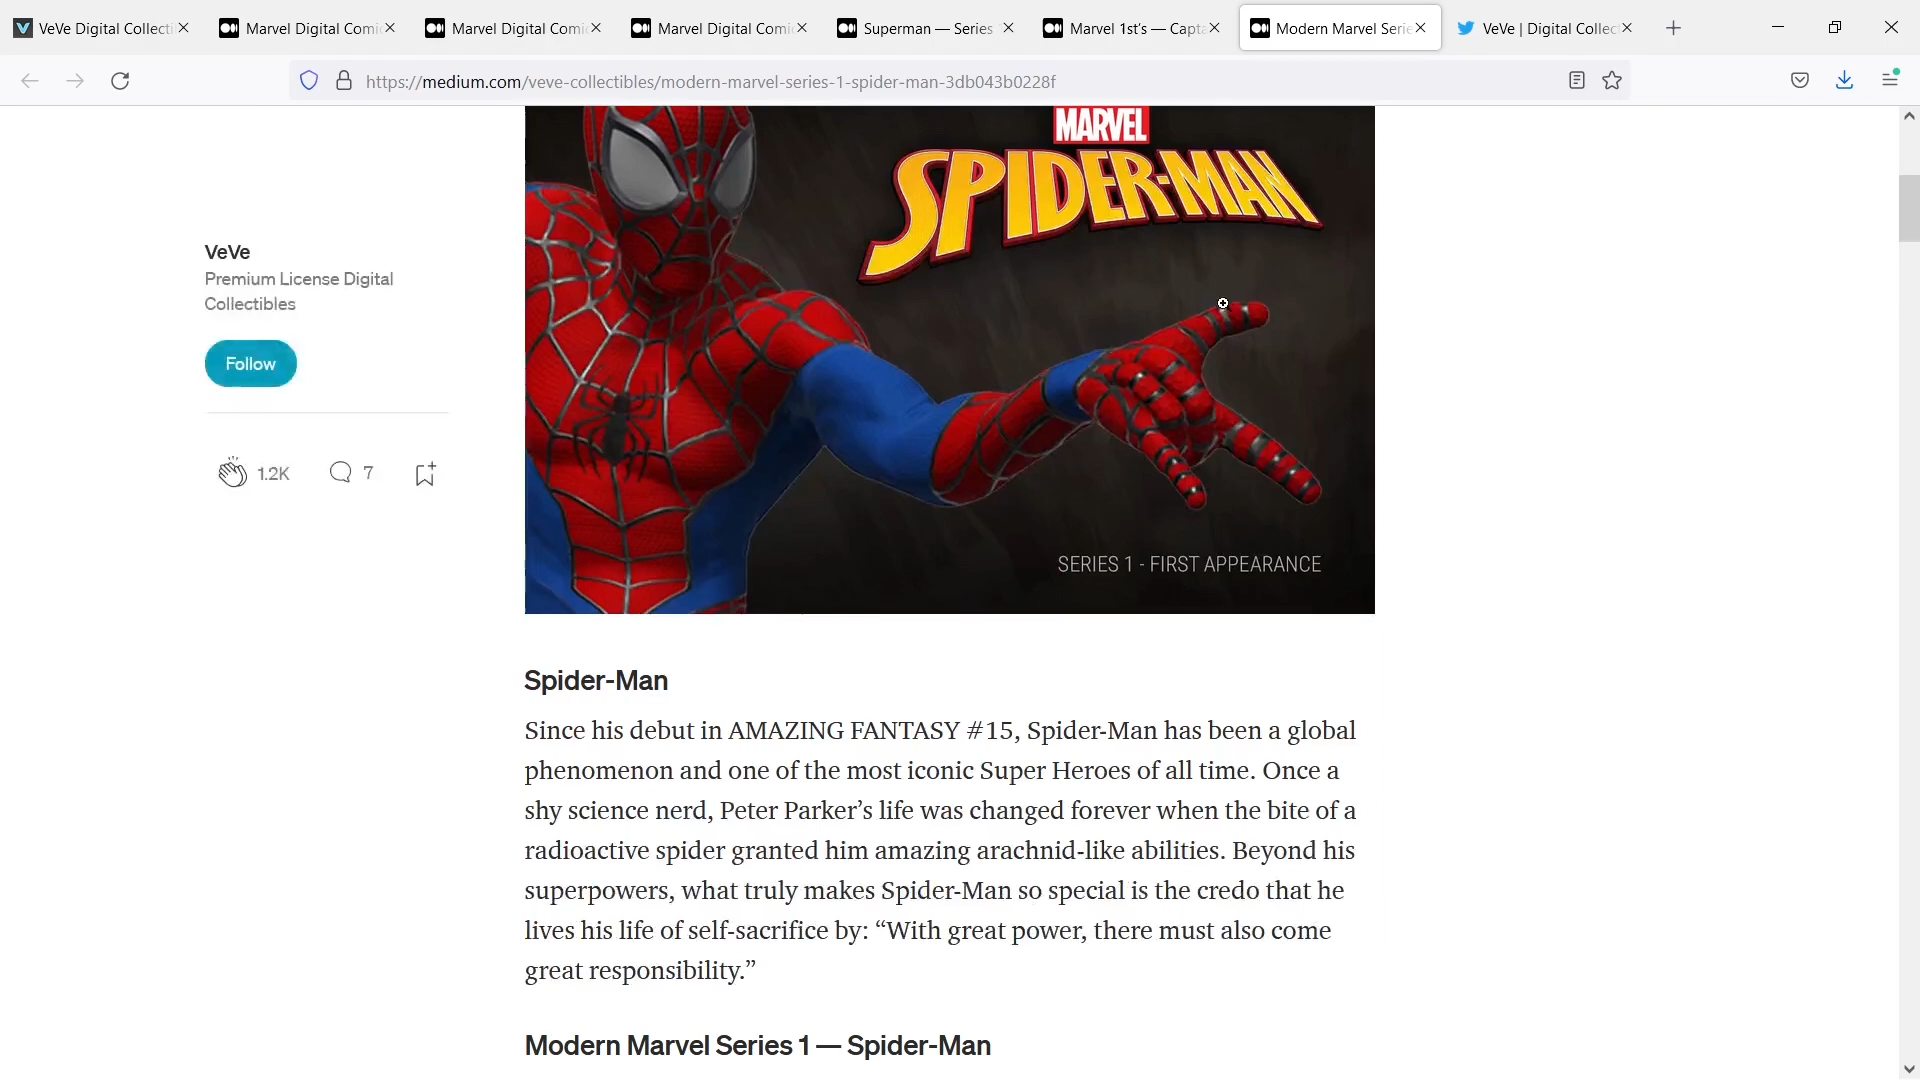 VeVe Digital Collecti
Marvel Digital Comi
Marvel Digital Comi
Marvel Digital Comi
Superman — Series
Marvel 1st's — Capta
Modern Marvel Serie
VeVe | Digital Collec
https://medium.com/veve-collectibles/modern-marvel-series-1-spider-man-3db043b0228f
MARVEL
SPIDER-MAN
SERIES 1 - FIRST APPEARANCE
VeVe
Premium License Digital
Collectibles
Follow
1.2K
7
Spider-Man
Since his debut in AMAZING FANTASY #15, Spider-Man has been a global
phenomenon and one of the most iconic Super Heroes of all time. Once a
shy science nerd, Peter Parker’s life was changed forever when the bite of a
radioactive spider granted him amazing arachnid-like abilities. Beyond his
superpowers, what truly makes Spider-Man so special is the credo that he
lives his life of self-sacrifice by: “With great power, there must also come
great responsibility.”
Modern Marvel Series 1 — Spider-Man